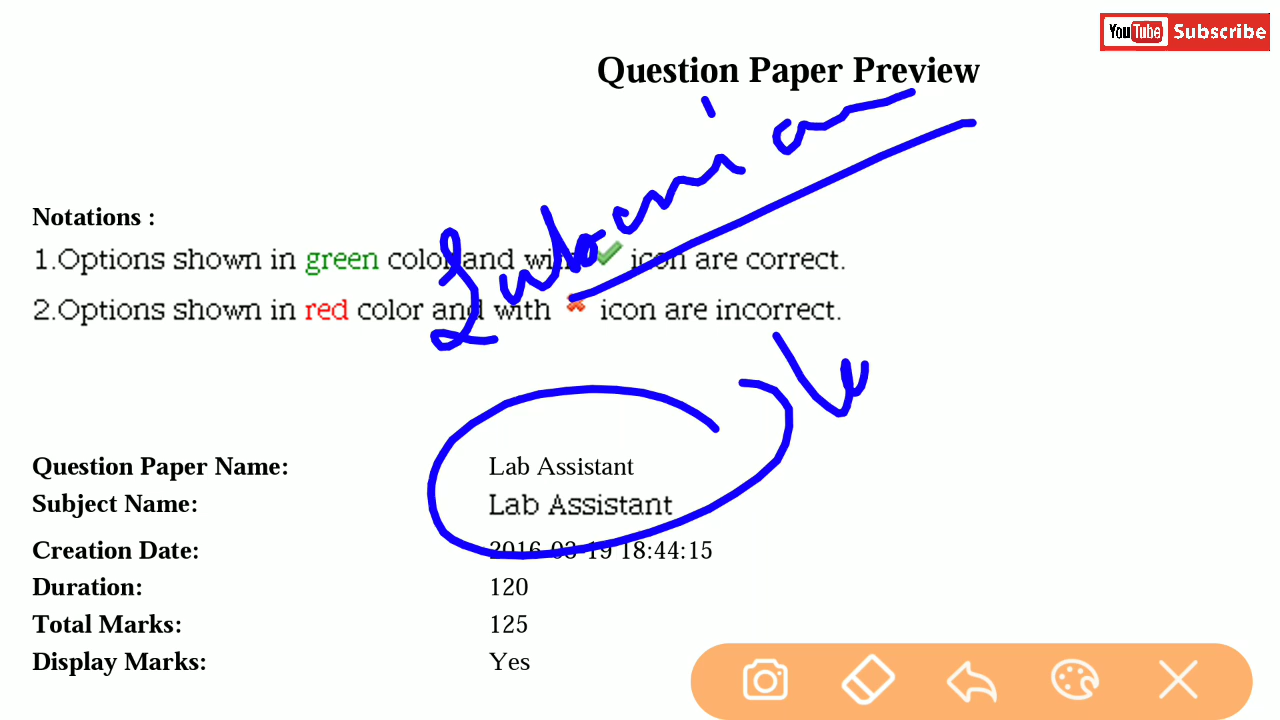 YouTube Subscribe
Question Paper Preview
Notations :
1.Options shown in green color and with icon are correct.
2.Options shown in red color and with icon are incorrect.
Question Paper Name: Lab Assistant
Subject Name: Lab Assistant
Creation Date: 2016-03-19 18:44:15
Duration: 120
Total Marks: 125
Display Marks: Yes